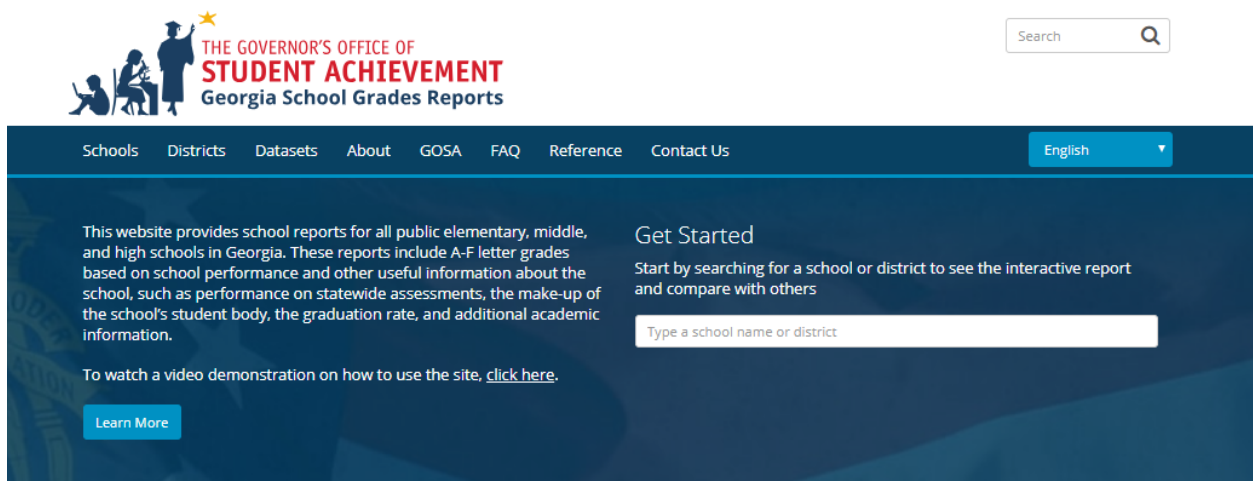 THE GOVERNOR'S OFFICE OF
STUDENT ACHIEVEMENT
Georgia School Grades Reports
Search
Schools Districts Datasets About GOSA FAQ Reference Contact Us
English
This website provides school reports for all public elementary, middle,
and high schools in Georgia. These reports include A-F letter grades
based on school performance and other useful information about the
school, such as performance on statewide assessments, the make-up of
the school's student body, the graduation rate, and additional academic
information.
To watch a video demonstration on how to use the site, click here.
Learn More
Get Started
Start by searching for a school or district to see the interactive report
and compare with others
Type a school name or district